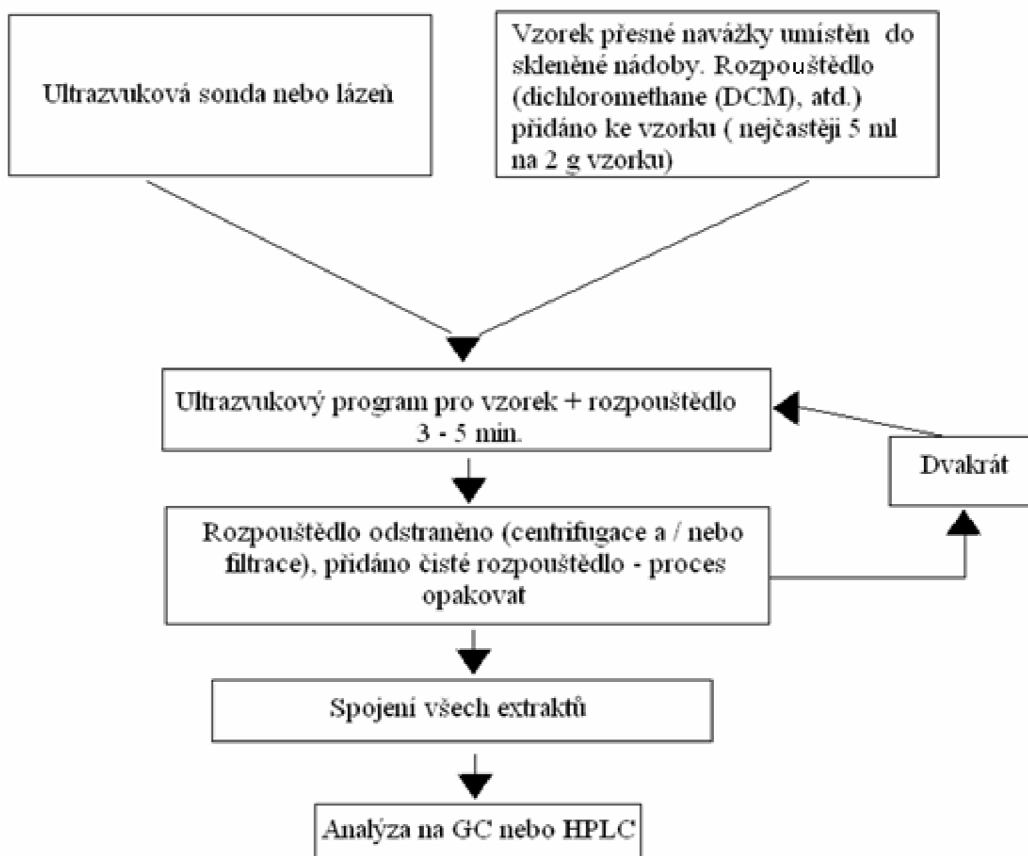 Ultrazvuková sonda nebo lázeň
Vzorek přesné navážky umístěn do
skleněné nádoby. Rozpouštědlo
(dichloromethane (DCM), atd.)
přidáno ke vzorku ( nejčastěji 5 ml
na 2 g vzorku)
Ultrazvukový program pro vzorek + rozpouštědlo
3 - 5 min.
Dvakrát
Rozpouštědlo odstraněno (centrifugace a / nebo
filtrace), přidáno čisté rozpouštědlo - proces
opakovat
Spojení všech extraktů
Analýza na GC nebo HPLC